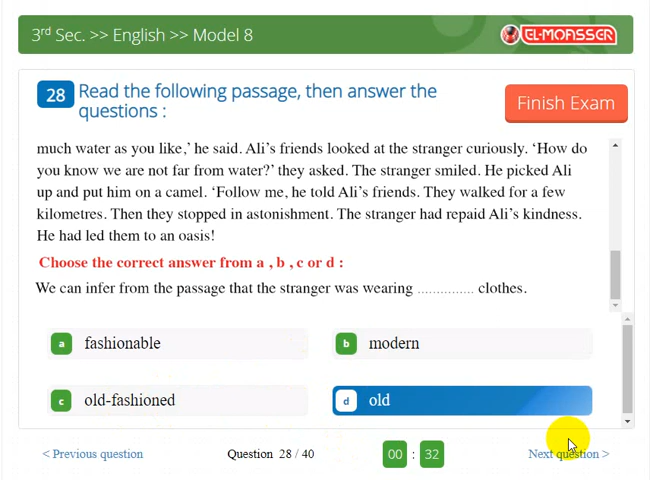 3rd Sec. >> English >> Model 8
EL-MOASSER
28 Read the following passage, then answer the
questions :
Finish Exam
much water as you like,’ he said. Ali’s friends looked at the stranger curiously. ‘How do
you know we are not far from water?’ they asked. The stranger smiled. He picked Ali
up and put him on a camel. ‘Follow me, he told Ali’s friends. They walked for a few
kilometres. Then they stopped in astonishment. The stranger had repaid Ali’s kindness.
He had led them to an oasis!
Choose the correct answer from a , b , c or d :
We can infer from the passage that the stranger was wearing .............. clothes.
a fashionable
b modern
c old-fashioned
d old
< Previous question
Question 28 / 40
00 : 32
Next question >